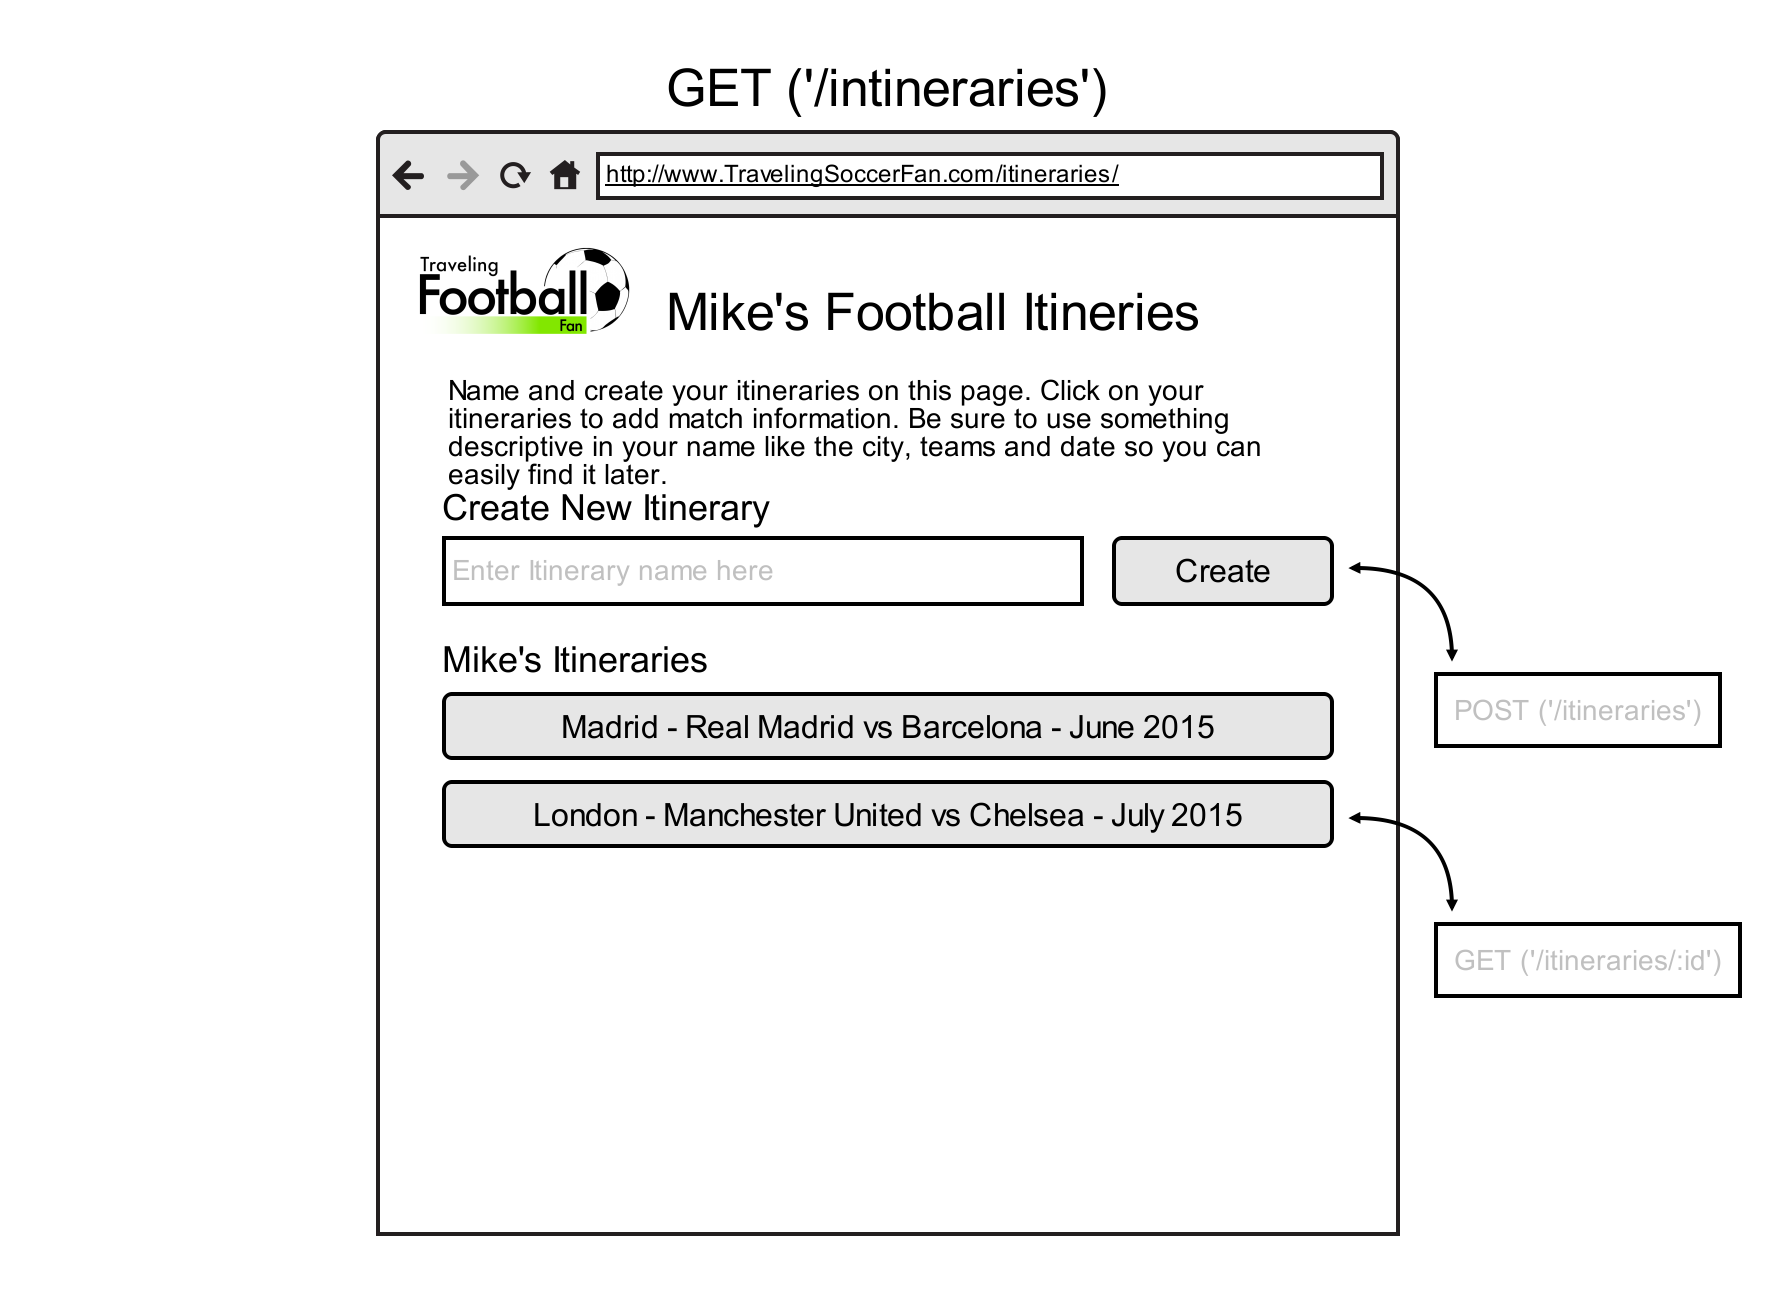 GET ('/intineraries')
http://www.TravelingSoccerFan.com/itineraries/
Traveling
Football
Fan
Mike's Football Itineries
Name and create your itineraries on this page. Click on your
itineraries to add match information. Be sure to use something
descriptive in your name like the city, teams and date so you can
easily find it later.
Create New Itinerary
Enter Itinerary name here
Create
Mike's Itineraries
POST ('/itineraries')
Madrid - Real Madrid vs Barcelona - June 2015
London - Manchester United vs Chelsea - July 2015
GET ('/itineraries/:id')